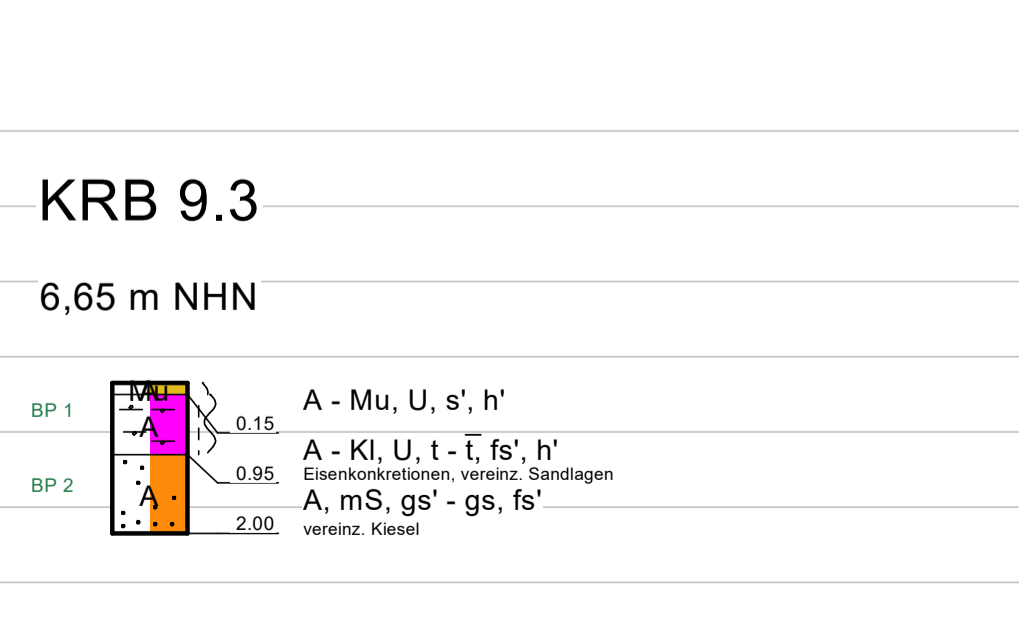 KRB 9.3
6,65 m NHN
Mu
A - Mu, U, s', h'
BP 1
0.15
A
A - Kl, U, t - t̅, fs', h'
0.95
Eisenkonkretionen, vereinz. Sandlagen
BP 2
A
A, mS, gs' - gs, fs'
2.00
vereinz. Kiesel